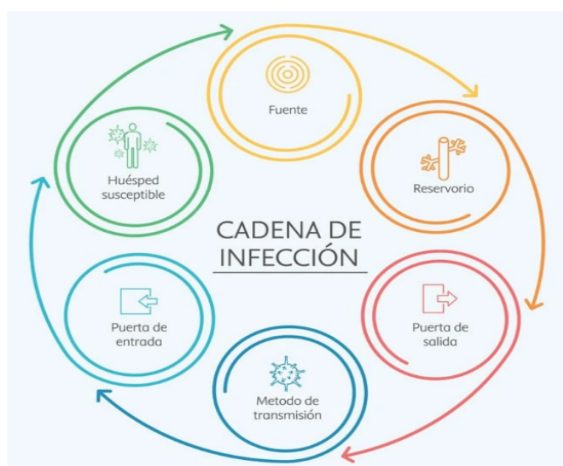 Fuente
Reservorio
Puerta de
salida
Metodo de
transmisión
Puerta de
entrada
Huésped
susceptible
CADENA DE
INFECCIÓN